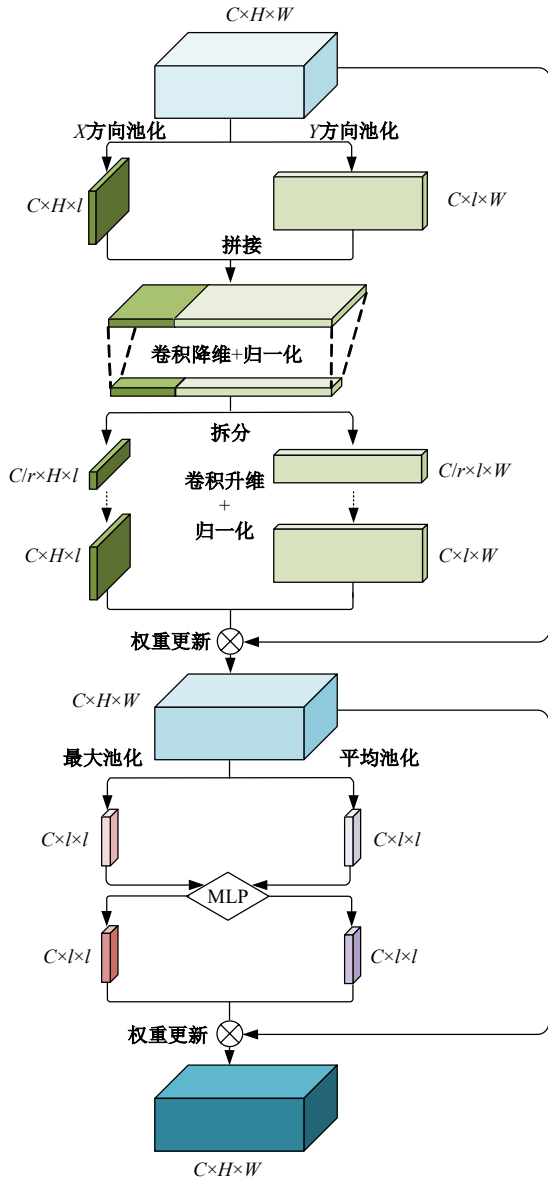 C×H×W
X方向池化
Y方向池化
C×H×l
C×l×W
拼接
卷积降维+归一化
拆分
C/r×H×l
卷积升维
+
归一化
C/r×l×W
C×H×l
C×l×W
权重更新
C×H×W
最大池化
平均池化
C×l×l
C×l×l
MLP
C×l×l
C×l×l
权重更新
C×H×W